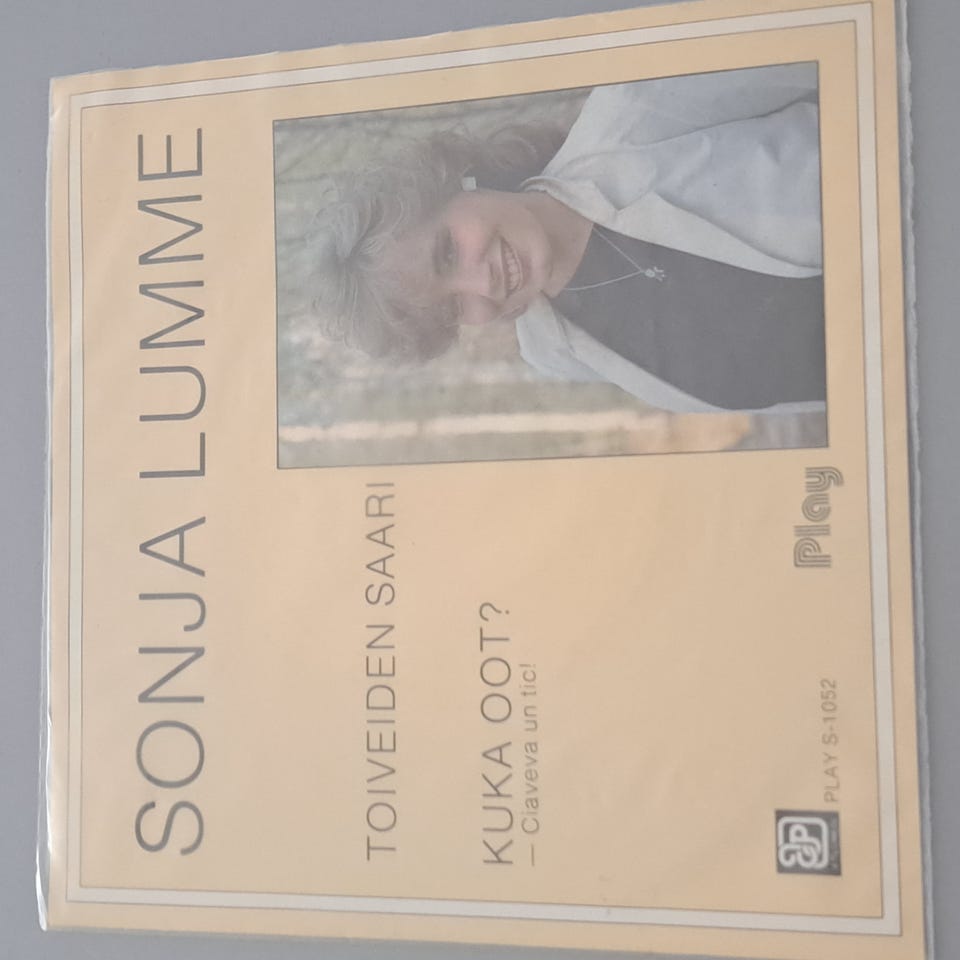 SONJA LUMME
TOIVEIDEN SAARI
KUKA OOT?
— Ciaveva un tic!
PLAY S-1052
Play